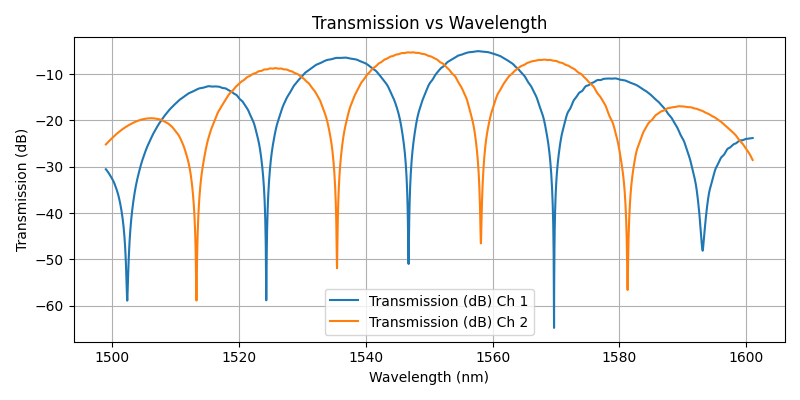 Transmission vs Wavelength
Transmission (dB)
−10
−20
−30
−40
−50
−60
Transmission (dB) Ch 1
Transmission (dB) Ch 2
1500 1520 1540 1560 1580 1600
Wavelength (nm)